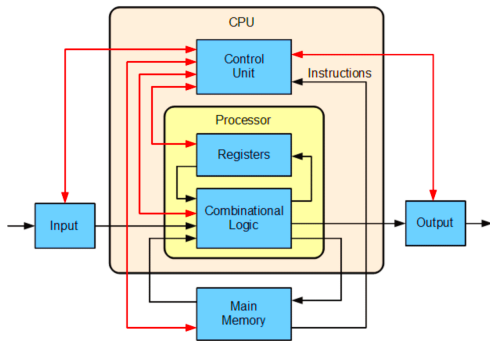 CPU
Control
Unit
Instructions
Processor
Registers
Combinational
Logic
Input
Output
Main
Memory